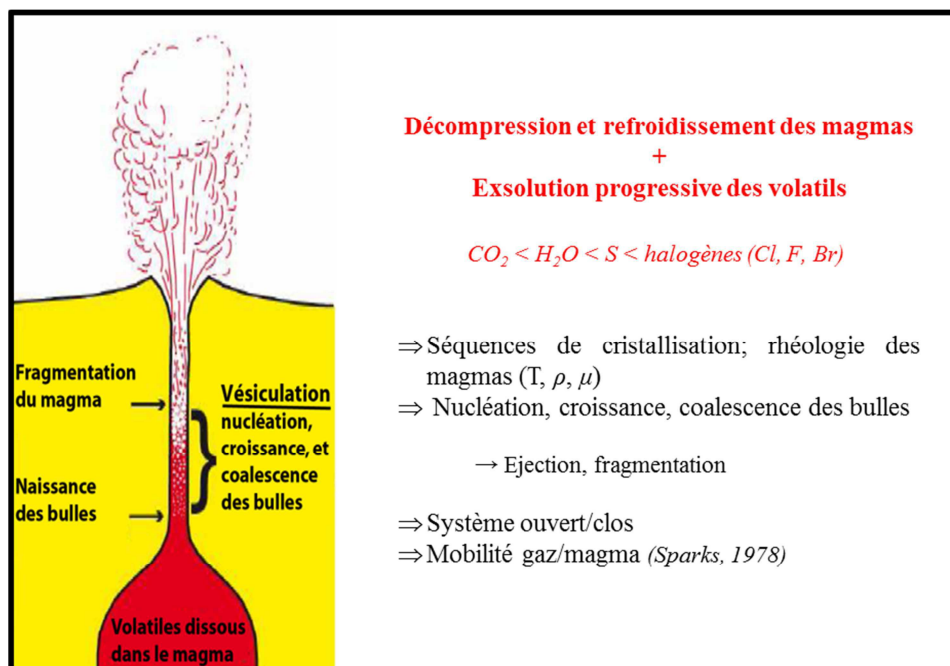 Décompression et refroidissement des magmas
+
Exsolution progressive des volatils
CO₂ < H₂O < S < halogènes (Cl, F, Br)
⇒ Séquences de cristallisation; rhéologie des
magmas (T, ρ, μ)
⇒ Nucléation, croissance, coalescence des bulles
→ Ejection, fragmentation
⇒ Système ouvert/clos
⇒ Mobilité gaz/magma (Sparks, 1978)
Fragmentation
du magma
Vésiculation
nucléation,
croissance, et
coalescence
des bulles
Naissance
des bulles
Volatiles dissous
dans le magma